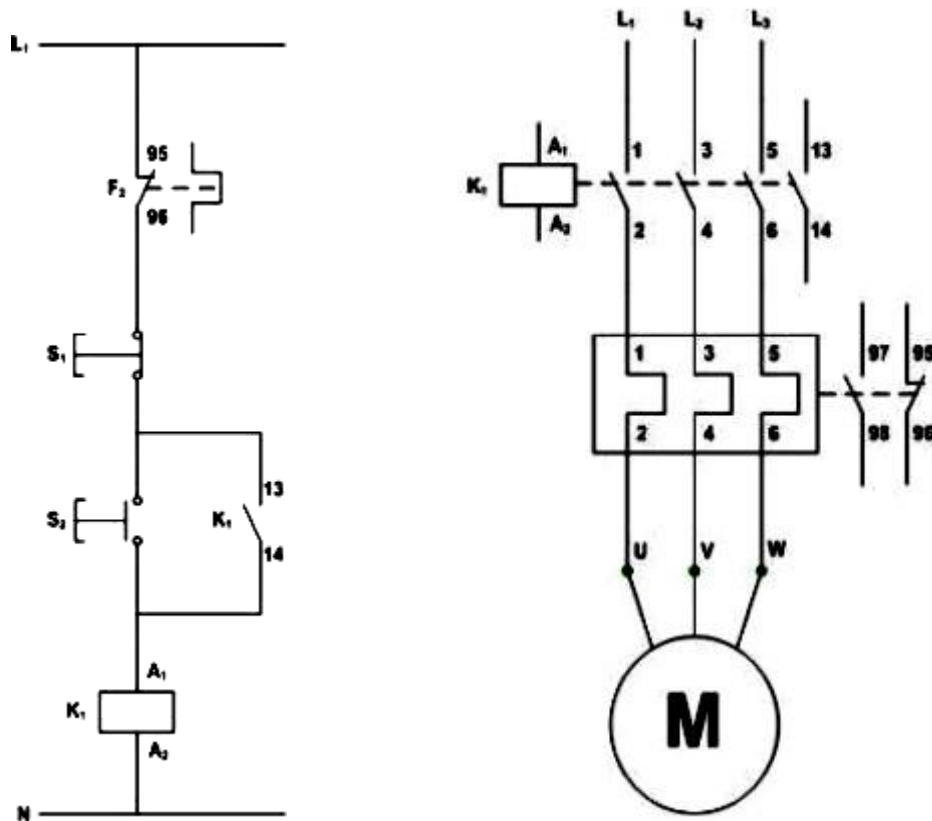 L₁
95
F₂
96
S₁
13
S₂
K₁
14
A₁
K₁
A₂
N
L₁ L₂ L₃
A₁ 1 3 5 13
K₁
A₂ 2 4 6 14
1 3 5 97 95
2 4 6 98 96
U V W
M